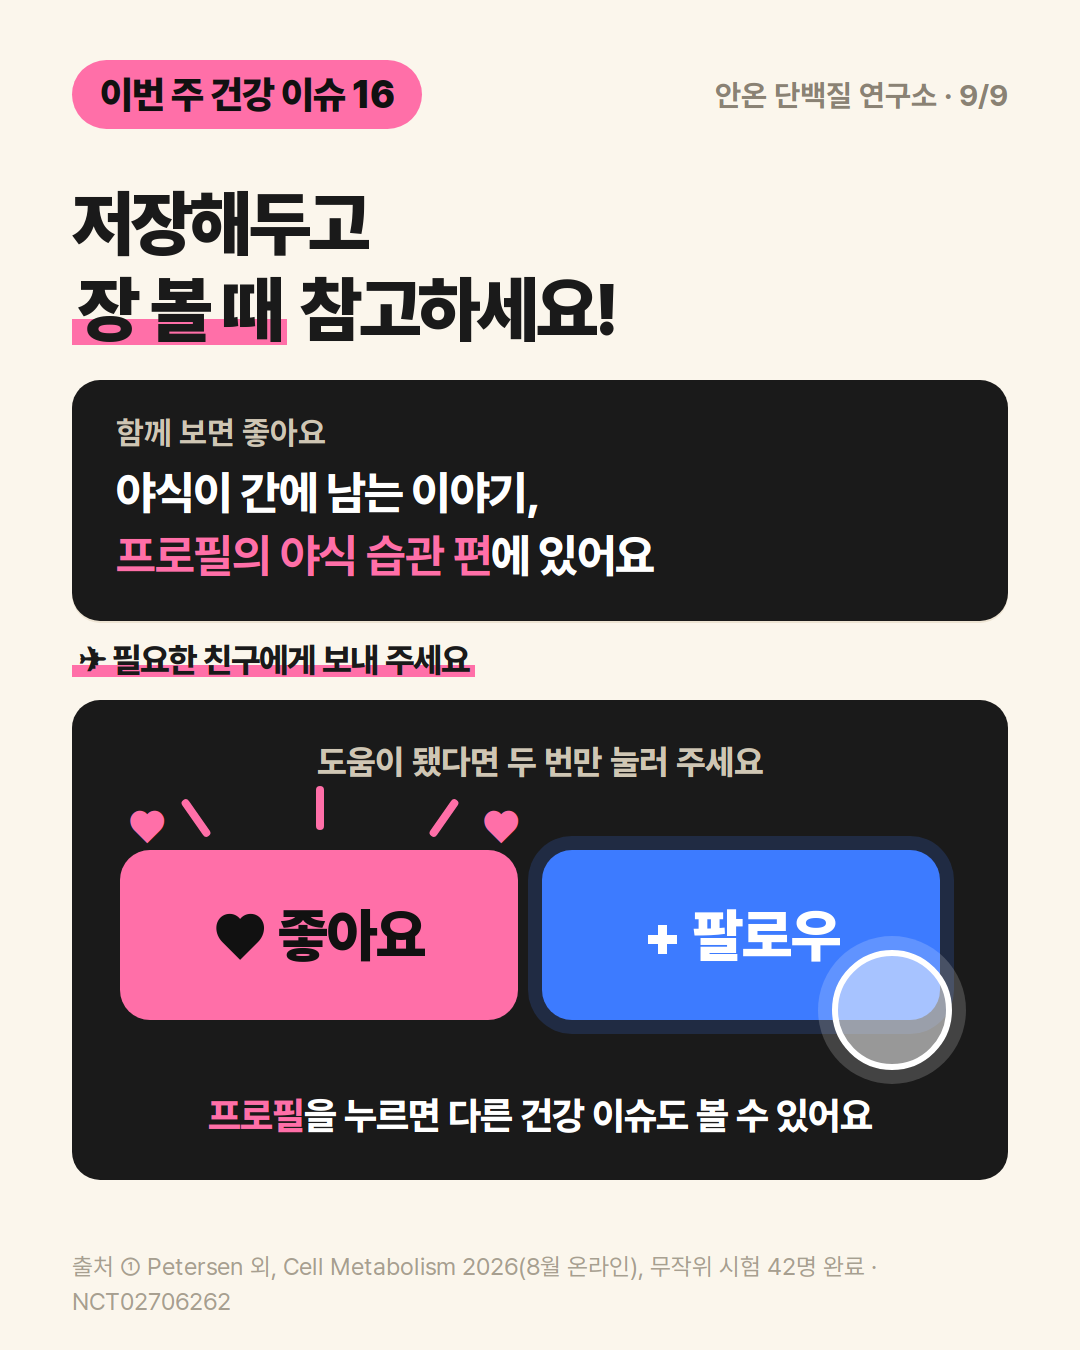 이번 주 건강 이슈 16
안온 단백질 연구소 · 9/9
저장해두고
장 볼 때 참고하세요!
함께 보면 좋아요
야식이 간에 남는 이야기,
프로필의 야식 습관 편에 있어요
✈ 필요한 친구에게 보내 주세요
도움이 됐다면 두 번만 눌러 주세요
♥ 좋아요
+ 팔로우
프로필을 누르면 다른 건강 이슈도 볼 수 있어요
출처 ① Petersen 외, Cell Metabolism 2026(8월 온라인), 무작위 시험 42명 완료 ·
NCT02706262